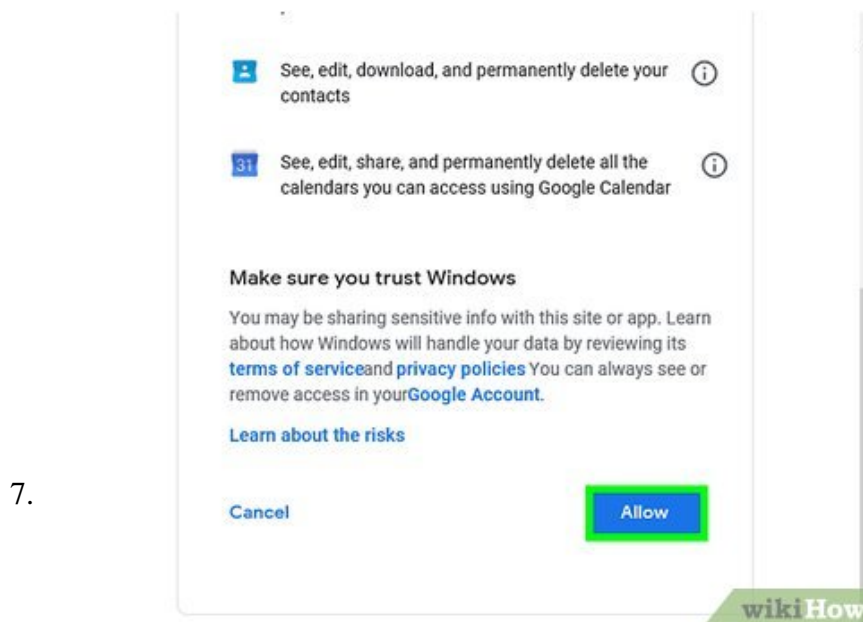 See, edit, download, and permanently delete your
contacts
31
See, edit, share, and permanently delete all the
calendars you can access using Google Calendar
Make sure you trust Windows
You may be sharing sensitive info with this site or app. Learn
about how Windows will handle your data by reviewing its
terms of serviceand privacy policies You can always see or
remove access in yourGoogle Account.
Learn about the risks
7.
Cancel
Allow
wikiHow